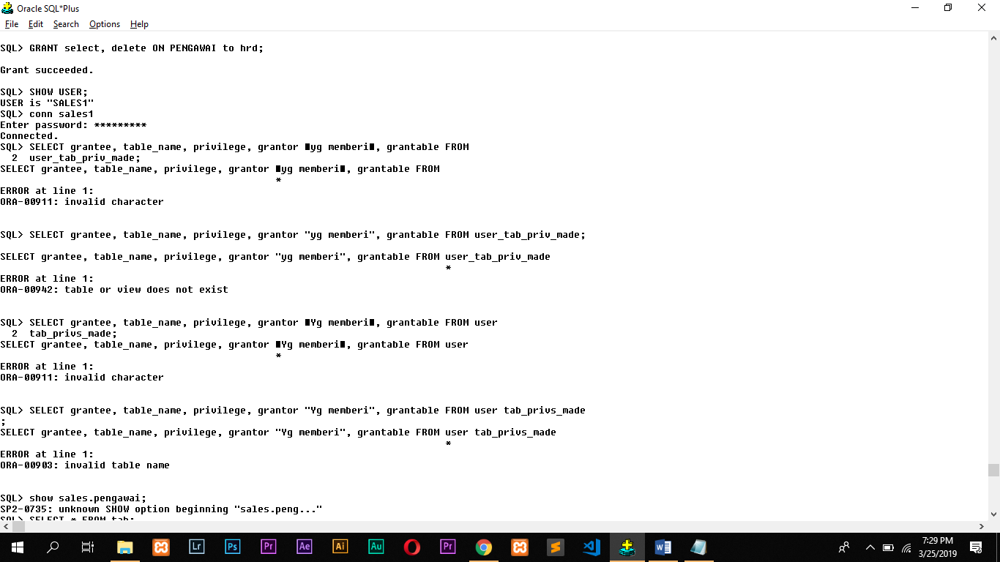 Oracle SQL*Plus
File Edit Search Options Help
SQL> GRANT select, delete ON PENGAWAI to hrd;
Grant succeeded.
SQL> SHOW USER;
USER is "SALES1"
SQL> conn sales1
Enter password: *********
Connected.
SQL> SELECT grantee, table_name, privilege, grantor █yg memberi█, grantable FROM
2 user_tab_priv_made;
SELECT grantee, table_name, privilege, grantor █yg memberi█, grantable FROM
*
ERROR at line 1:
ORA-00911: invalid character
SQL> SELECT grantee, table_name, privilege, grantor "yg memberi", grantable FROM user_tab_priv_made;
SELECT grantee, table_name, privilege, grantor "yg memberi", grantable FROM user_tab_priv_made
*
ERROR at line 1:
ORA-00942: table or view does not exist
SQL> SELECT grantee, table_name, privilege, grantor █Yg memberi█, grantable FROM user
2 tab_privs_made;
SELECT grantee, table_name, privilege, grantor █Yg memberi█, grantable FROM user
*
ERROR at line 1:
ORA-00911: invalid character
SQL> SELECT grantee, table_name, privilege, grantor "Yg memberi", grantable FROM user tab_privs_made
;
SELECT grantee, table_name, privilege, grantor "Yg memberi", grantable FROM user tab_privs_made
*
ERROR at line 1:
ORA-00903: invalid table name
SQL> show sales.pengawai;
SP2-0735: unknown SHOW option beginning "sales.peng..."
SQL> SELECT * FROM tab;
Lr Ps Pr Ae Ai Au Pr
7:29 PM
3/25/2019